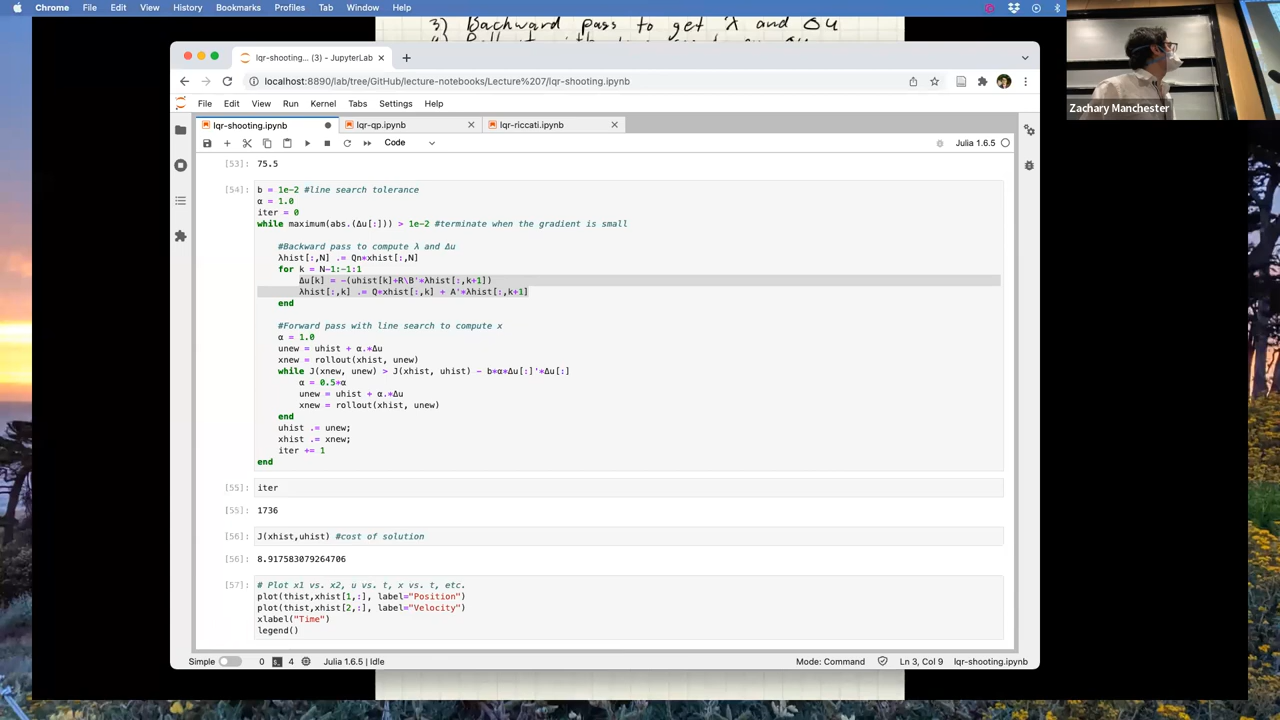 Chrome File Edit View History Bookmarks Profiles Tab Window Help
3) Backward pass to get λ and Δu
lqr-shooting... (3) - JupyterLab
localhost:8890/lab/tree/GitHub/lecture-notebooks/Lecture%207/lqr-shooting.ipynb
File Edit View Run Kernel Tabs Settings Help
lqr-shooting.ipynb lqr-qp.ipynb lqr-riccati.ipynb
Code Julia 1.6.5
[53]: 75.5
[54]: b = 1e-2 #line search tolerance
α = 1.0
iter = 0
while maximum(abs.(Δu[:])) > 1e-2 #terminate when the gradient is small
#Backward pass to compute λ and Δu
λhist[:,N] .= Qn*xhist[:,N]
for k = N-1:-1:1
Δu[k] = -(uhist[k]+R\B'*λhist[:,k+1])
λhist[:,k] .= Q*xhist[:,k] + A'*λhist[:,k+1]
end
#Forward pass with line search to compute x
α = 1.0
unew = uhist + α.*Δu
xnew = rollout(xhist, unew)
while J(xnew, unew) > J(xhist, uhist) - b*α*Δu[:]'*Δu[:]
α = 0.5*α
unew = uhist + α.*Δu
xnew = rollout(xhist, unew)
end
uhist .= unew;
xhist .= xnew;
iter += 1
end
[55]: iter
[55]: 1736
[56]: J(xhist,uhist) #cost of solution
[56]: 8.917583079264706
[57]: # Plot x1 vs. x2, u vs. t, x vs. t, etc.
plot(thist,xhist[1,:], label="Position")
plot(thist,xhist[2,:], label="Velocity")
xlabel("Time")
legend()
Simple 0 4 Julia 1.6.5 | Idle Mode: Command Ln 3, Col 9 lqr-shooting.ipynb
Zachary Manchester